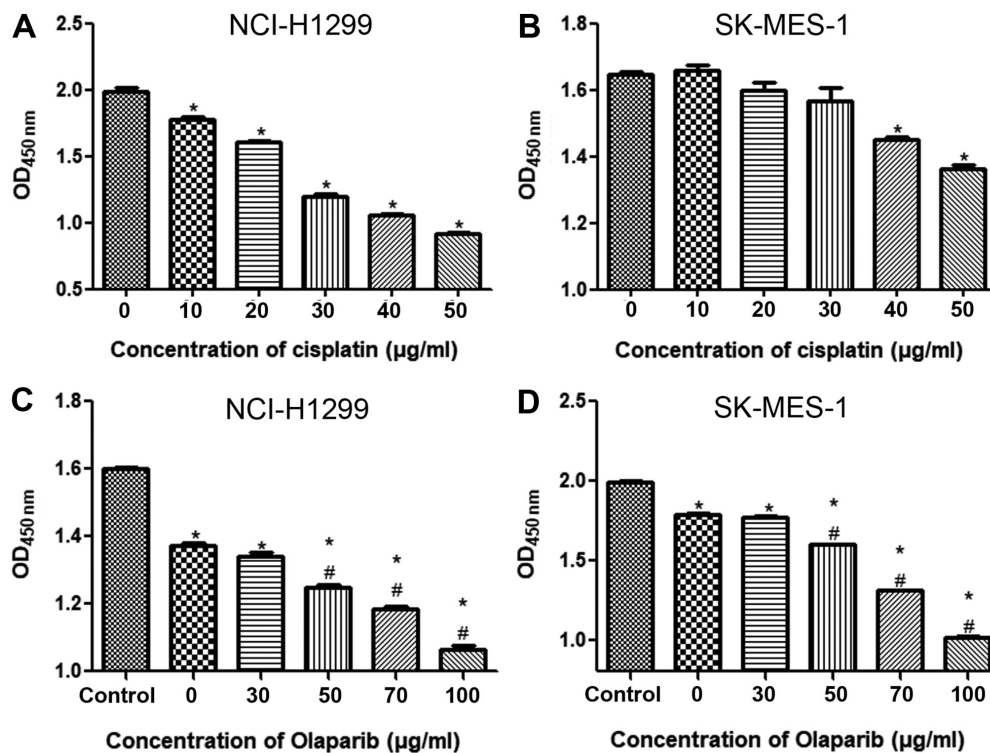 A NCI-H1299
OD450 nm
2.5
2.0
1.5
1.0
0.5
* * * * *
0 10 20 30 40 50
Concentration of cisplatin (µg/ml)
B SK-MES-1
OD450 nm
1.8
1.6
1.4
1.2
1.0
* *
0 10 20 30 40 50
Concentration of cisplatin (µg/ml)
C NCI-H1299
OD450 nm
1.8
1.6
1.4
1.2
1.0
* * * * *
# # #
Control 0 30 50 70 100
Concentration of Olaparib (µg/ml)
D SK-MES-1
OD450 nm
2.5
2.0
1.5
1.0
* * * * *
# # #
Control 0 30 50 70 100
Concentration of Olaparib (µg/ml)